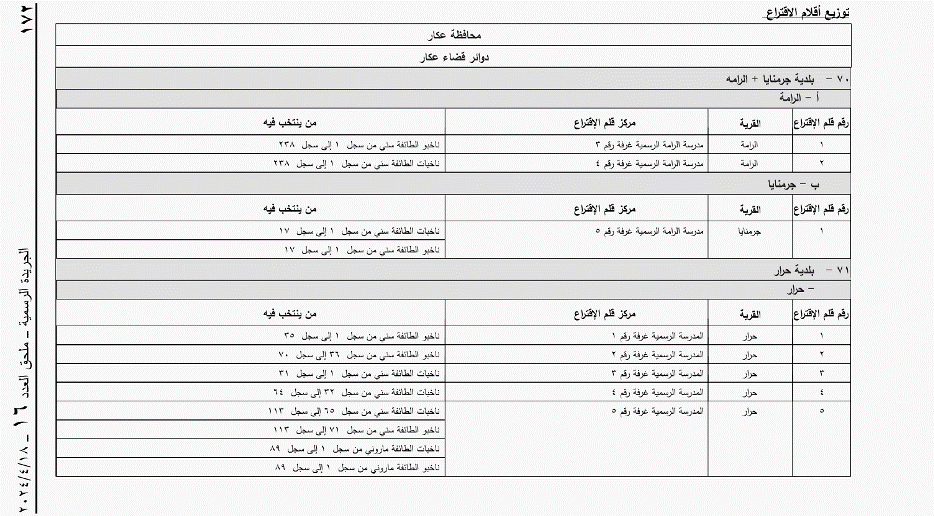 توزيع أقلام الاقتراع
محافظة عكار
دوائر قضاء عكار
٧٠ - بلدية جرمنايا + الرامه
أ - الرامة
رقم قلم الإقتراع القرية مركز قلم الإقتراع من ينتخب فيه
١ الرامة مدرسة الرامة الرسمية غرفة رقم ٣ ناخبو الطائفة سني من سجل ١ إلى سجل ٢٣٨
٢ الرامة مدرسة الرامة الرسمية غرفة رقم ٤ ناخبات الطائفة سني من سجل ١ إلى سجل ٢٣٨
ب - جرمنايا
رقم قلم الإقتراع القرية مركز قلم الإقتراع من ينتخب فيه
١ جرمنايا مدرسة الرامة الرسمية غرفة رقم ٥ ناخبات الطائفة سني من سجل ١ إلى سجل ١٧
ناخبو الطائفة سني من سجل ١ إلى سجل ١٧
٧١ - بلدية حرار
- حرار
رقم قلم الإقتراع القرية مركز قلم الإقتراع من ينتخب فيه
١ حرار المدرسة الرسمية غرفة رقم ١ ناخبو الطائفة سني من سجل ١ إلى سجل ٣٥
٢ حرار المدرسة الرسمية غرفة رقم ٢ ناخبو الطائفة سني من سجل ٣٦ إلى سجل ٧٠
٣ حرار المدرسة الرسمية غرفة رقم ٣ ناخبات الطائفة سني من سجل ١ إلى سجل ٣١
٤ حرار المدرسة الرسمية غرفة رقم ٤ ناخبات الطائفة سني من سجل ٣٢ إلى سجل ٦٤
٥ حرار المدرسة الرسمية غرفة رقم ٥ ناخبات الطائفة سني من سجل ٦٥ إلى سجل ١١٣
ناخبو الطائفة سني من سجل ٧١ إلى سجل ١١٣
ناخبات الطائفة ماروني من سجل ١ إلى سجل ٨٩
ناخبو الطائفة ماروني من سجل ١ إلى سجل ٨٩
١٧٢
الجريدة الرسمية - ملحق العدد ١٦ - ٢٠٢٤/٤/١٨